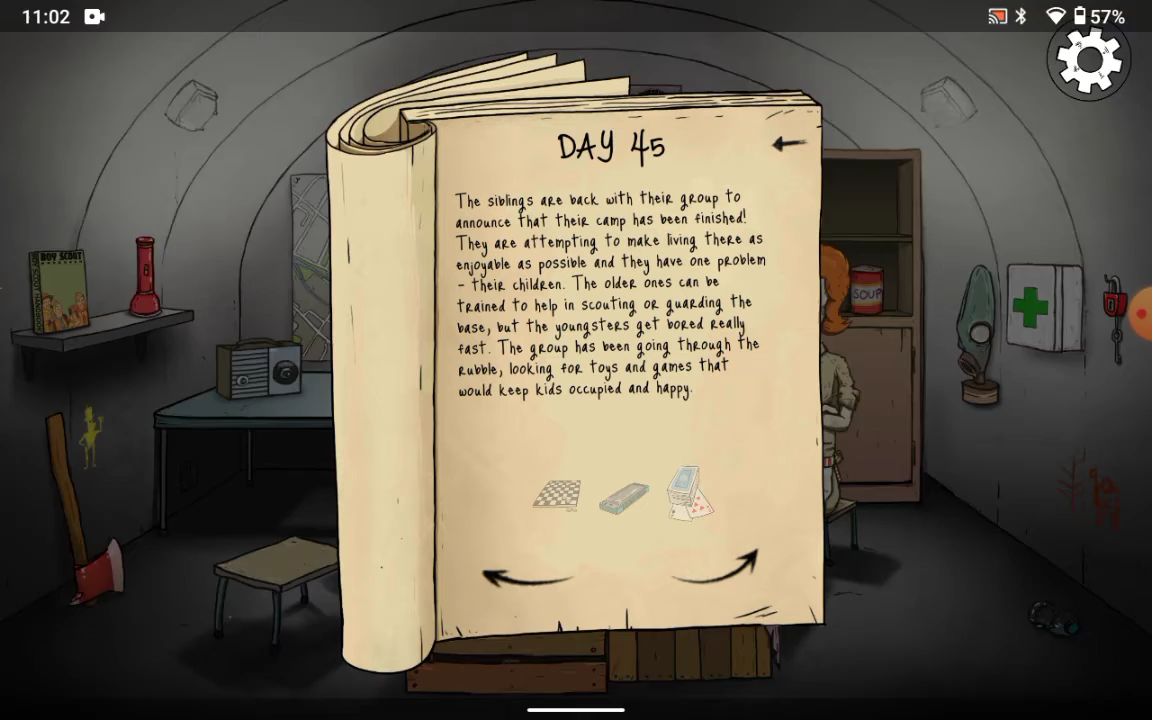 11:02
57%
DAY 45
The siblings are back with their group to
announce that their camp has been finished!
They are attempting to make living there as
enjoyable as possible and they have one problem
- their children. The older ones can be
trained to help in scouting or guarding the
base, but the youngsters get bored really
fast. The group has been going through the
rubble, looking for toys and games that
would keep kids occupied and happy.
BOY SCOUT
SOUP